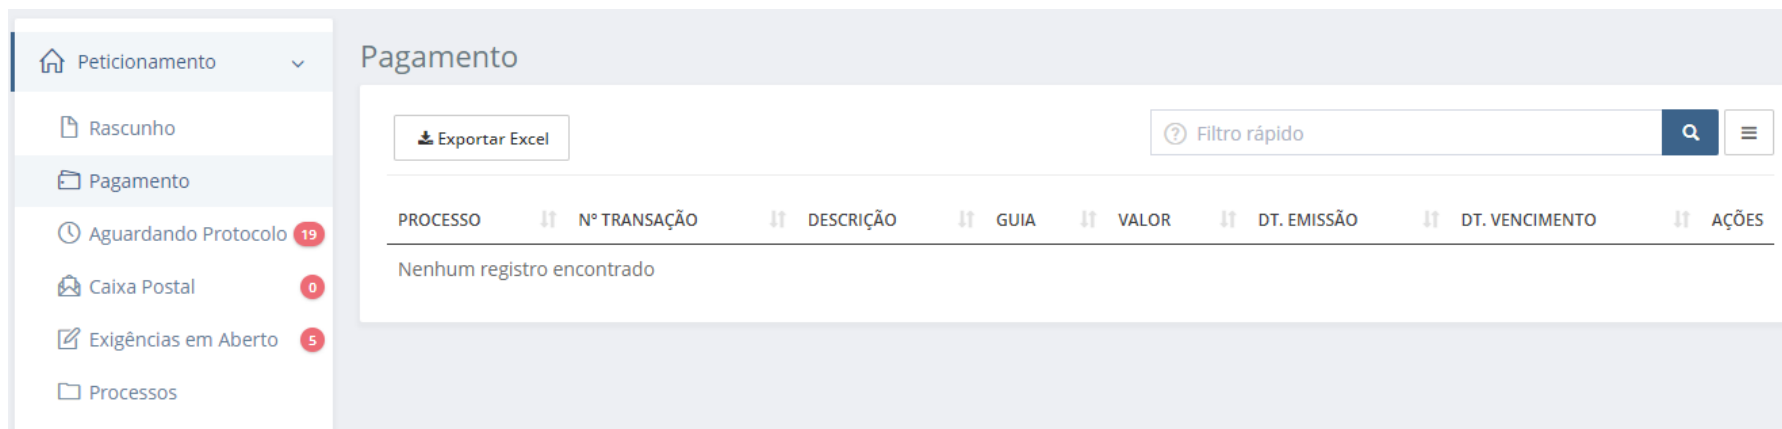 Peticionamento
Rascunho
Pagamento
Aguardando Protocolo 19
Caixa Postal 0
Exigências em Aberto 5
Processos
Pagamento
Exportar Excel
Filtro rápido
PROCESSO Nº TRANSAÇÃO DESCRIÇÃO GUIA VALOR DT. EMISSÃO DT. VENCIMENTO AÇÕES
Nenhum registro encontrado